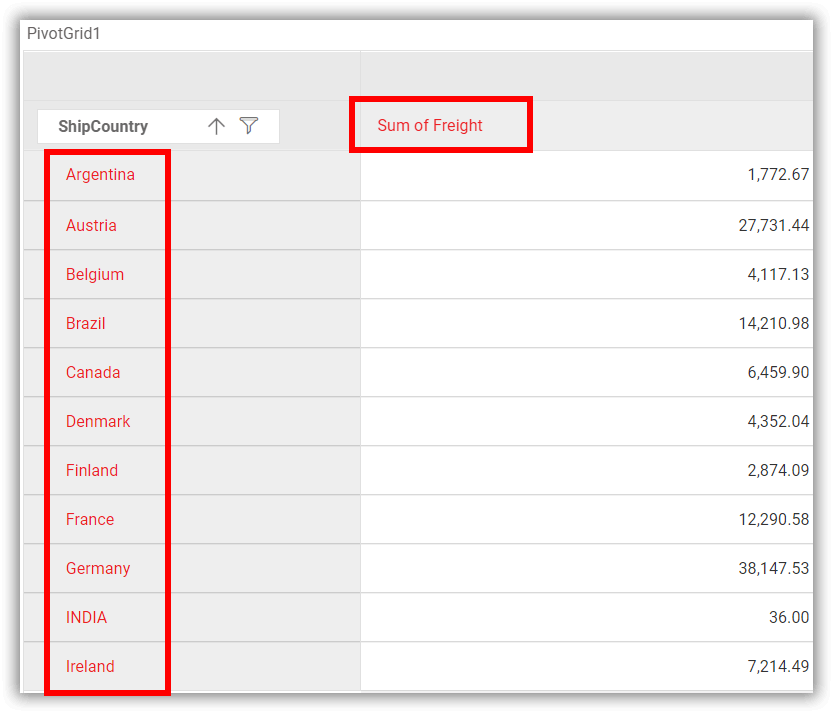 PivotGrid1
ShipCountry Sum of Freight
Argentina 1,772.67
Austria 27,731.44
Belgium 4,117.13
Brazil 14,210.98
Canada 6,459.90
Denmark 4,352.04
Finland 2,874.09
France 12,290.58
Germany 38,147.53
INDIA 36.00
Ireland 7,214.49